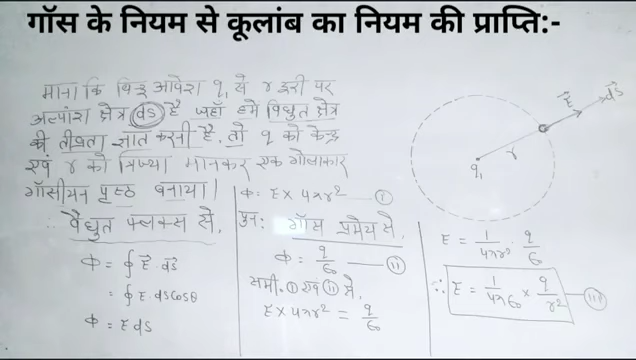 गॉस के नियम से कूलांब का नियम की प्राप्ति:-
माना कि बिन्दु आवेश q, से r दूरी पर
अल्पांश क्षेत्र ds है जहाँ हमें विद्युत क्षेत्र
की तीव्रता ज्ञात करनी है. तो q को केन्द्र
एवं r को त्रिज्या मानकर एक गोलाकार
गॉसीयन पृष्ठ बनाया।
∴ वैद्युत फ्लक्स से,
ϕ = ∮ E⃗ . ds⃗
= ∮ E . ds cosθ
ϕ = E ds
ϕ = E x 4πr² — (i)
पुनः गॉस प्रमेय से,
ϕ = q/ϵ₀ — (ii)
समी. (i) एवं (ii) से,
E x 4πr² = q/ϵ₀
E = 1/4πr² . q/ϵ₀
∴ E = 1/4πϵ₀ x q/r² — (iii)
E⃗ ds⃗
r
q,